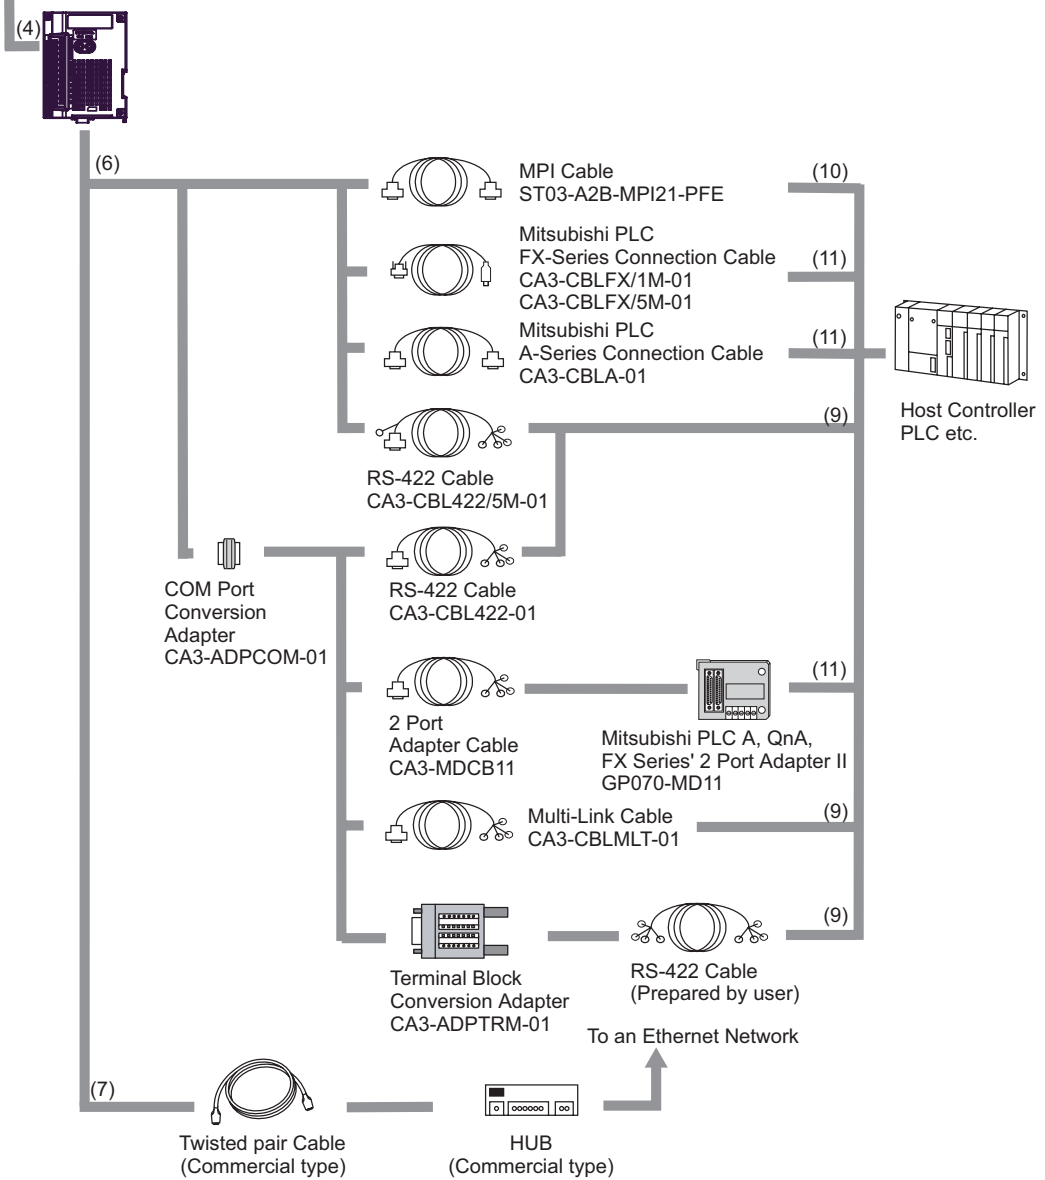 (4)
(6)
MPI Cable
ST03-A2B-MPI21-PFE
(10)
Mitsubishi PLC
FX-Series Connection Cable
CA3-CBLFX/1M-01
CA3-CBLFX/5M-01
(11)
Mitsubishi PLC
A-Series Connection Cable
CA3-CBLA-01
(11)
Host Controller
PLC etc.
(9)
RS-422 Cable
CA3-CBL422/5M-01
COM Port
Conversion
Adapter
CA3-ADPCOM-01
RS-422 Cable
CA3-CBL422-01
2 Port
Adapter Cable
CA3-MDCB11
(11)
Mitsubishi PLC A, QnA,
FX Series' 2 Port Adapter II
GP070-MD11
Multi-Link Cable
CA3-CBLMLT-01
(9)
Terminal Block
Conversion Adapter
CA3-ADPTRM-01
(9)
RS-422 Cable
(Prepared by user)
To an Ethernet Network
(7)
Twisted pair Cable
(Commercial type)
HUB
(Commercial type)